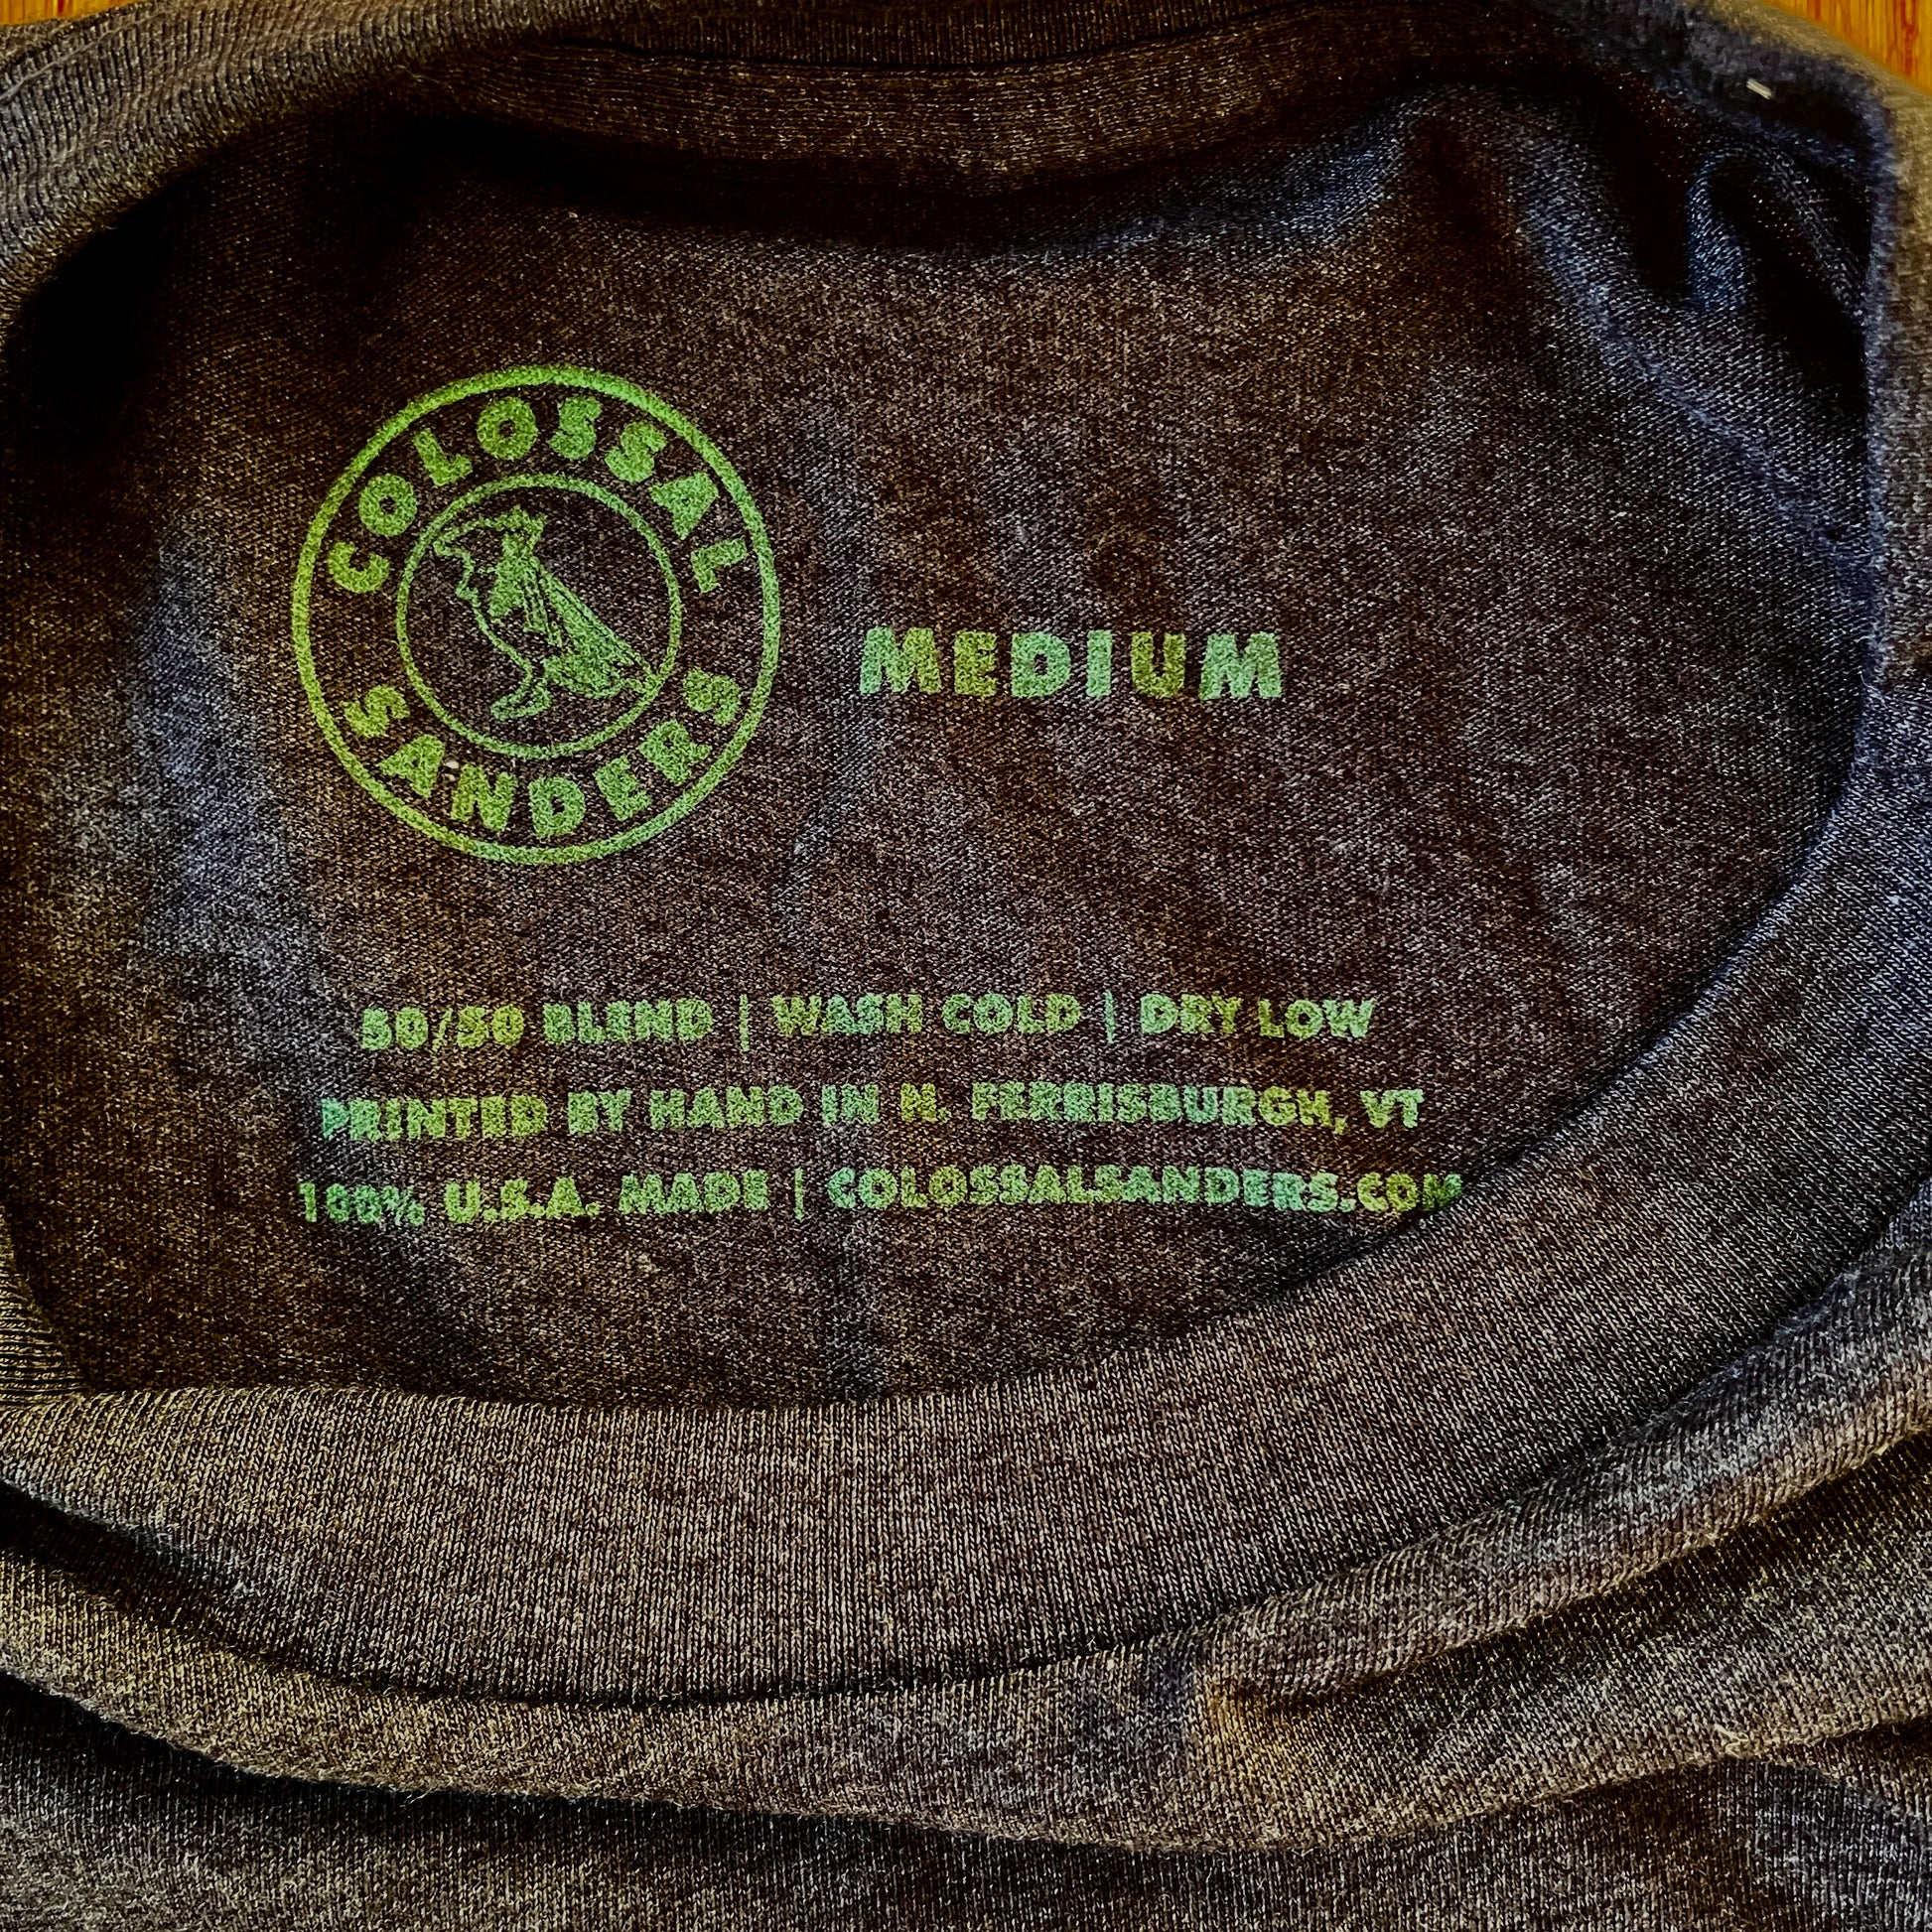 COLOSSAL
SANDERS
MEDIUM
50/50 BLEND | WASH COLD | DRY LOW
PRINTED BY HAND IN N. FERRISBURGH, VT
100% U.S.A. MADE | COLOSSALSANDERS.COM